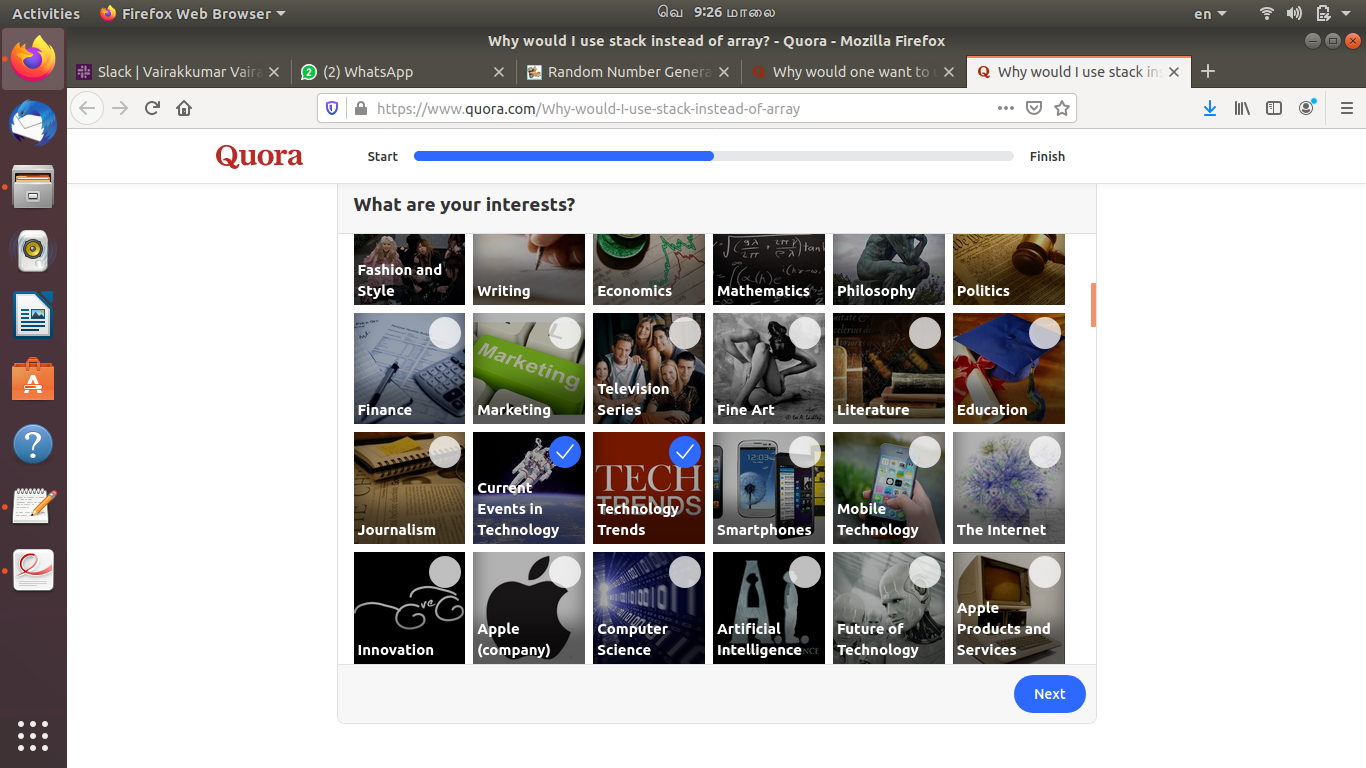 Activities
Firefox Web Browser
வெ 9:26 மாலை
en
Why would I use stack instead of array? - Quora - Mozilla Firefox
Slack | Vairakkumar Vaira
(2) WhatsApp
Random Number Genera
Why would one want to
Why would I use stack ins
https://www.quora.com/Why-would-I-use-stack-instead-of-array
Quora
Start
Finish
What are your interests?
Fashion and
Style
Writing
Economics
Mathematics
Philosophy
Politics
Finance
Marketing
Marketing
Television
Series
Fine Art
Literature
Education
Journalism
Current
Events in
Technology
TECH
TRENDS
Technology
Trends
12:03
Smartphones
Mobile
Technology
The Internet
Innovation
Apple
(company)
Computer
Science
A.I.
Artificial
Intelligence
Future of
Technology
Apple
Products and
Services
Next